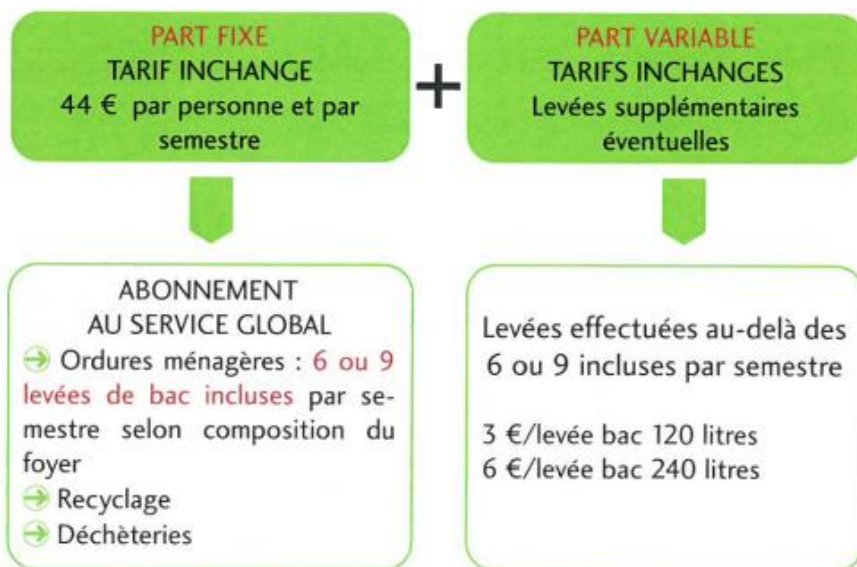 PART FIXE
TARIF INCHANGE
44 € par personne et par
semestre
+
PART VARIABLE
TARIFS INCHANGES
Levées supplémentaires
éventuelles
ABONNEMENT
AU SERVICE GLOBAL
Ordures ménagères : 6 ou 9
levées de bac incluses par se-
mestre selon composition du
foyer
Recyclage
Déchèteries
Levées effectuées au-delà des
6 ou 9 incluses par semestre
3 €/levée bac 120 litres
6 €/levée bac 240 litres